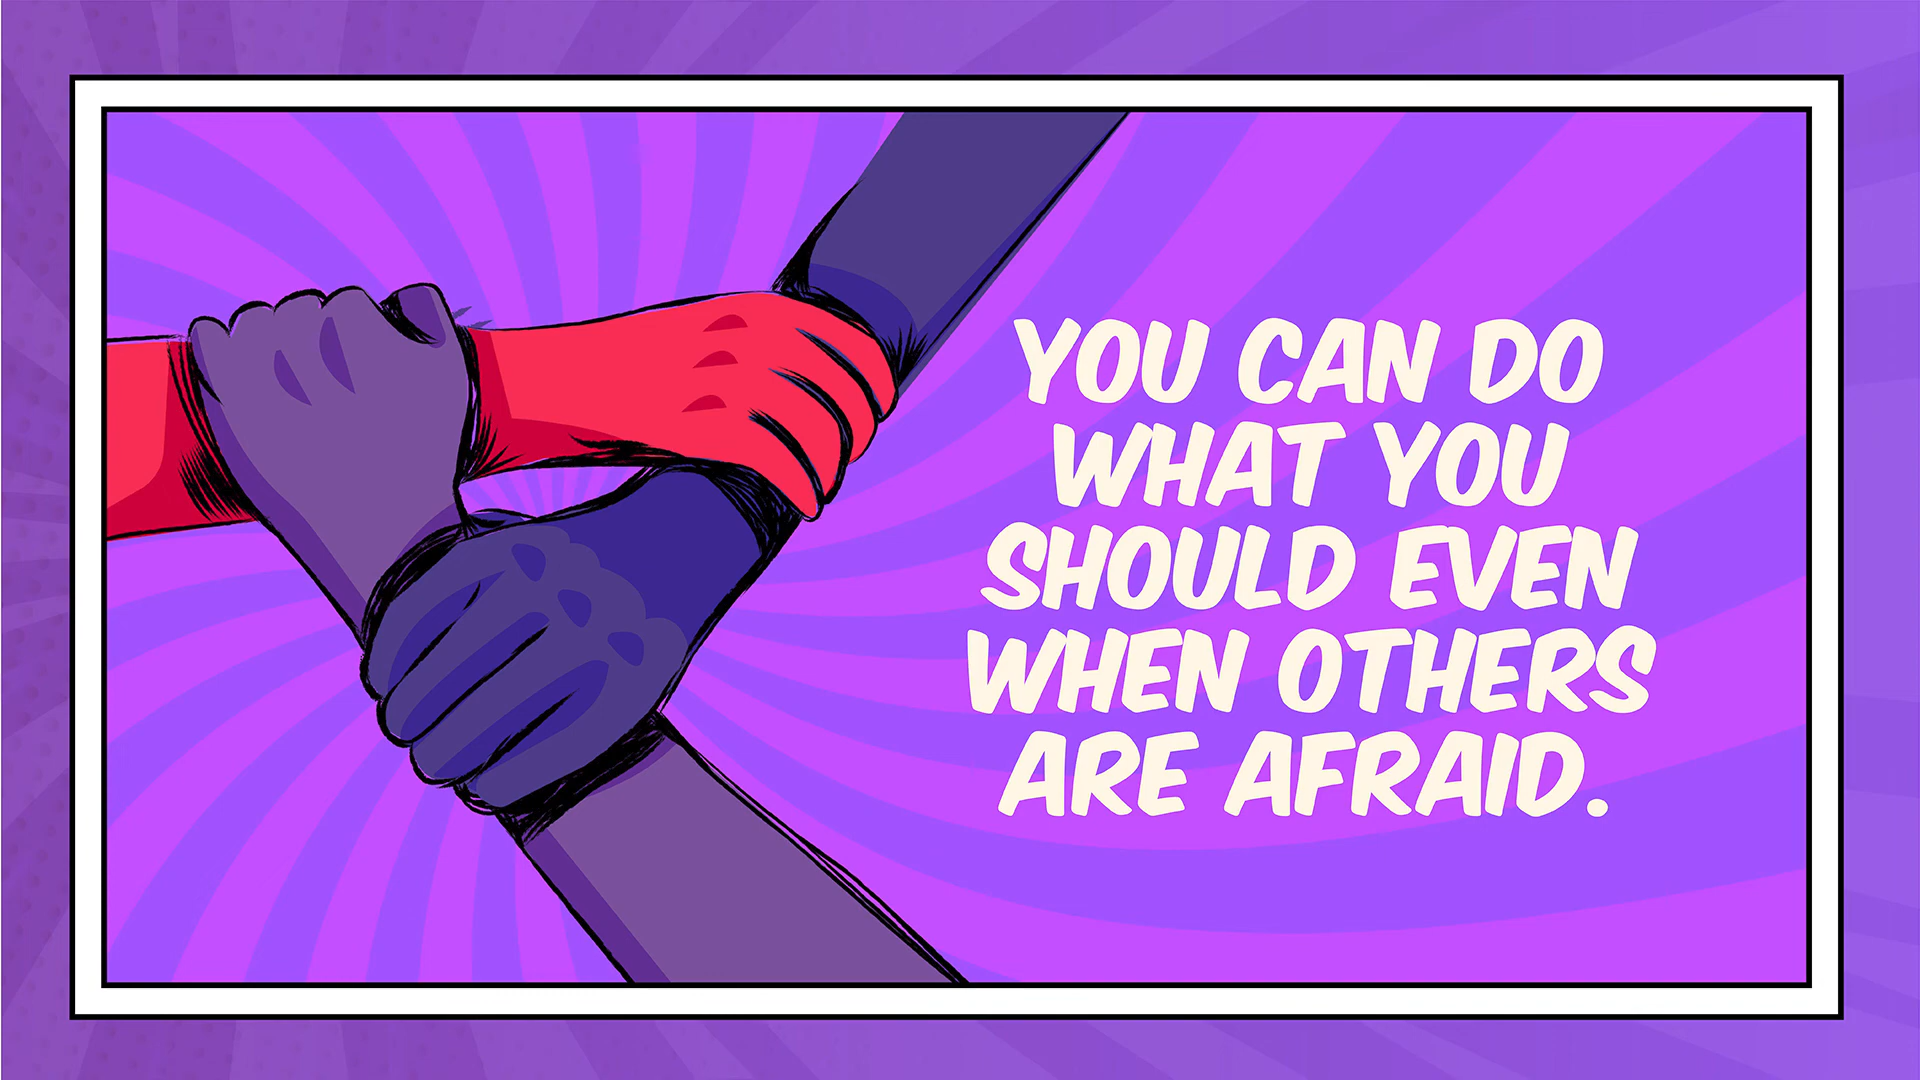 YOU CAN DO
WHAT YOU
SHOULD EVEN
WHEN OTHERS
ARE AFRAID.